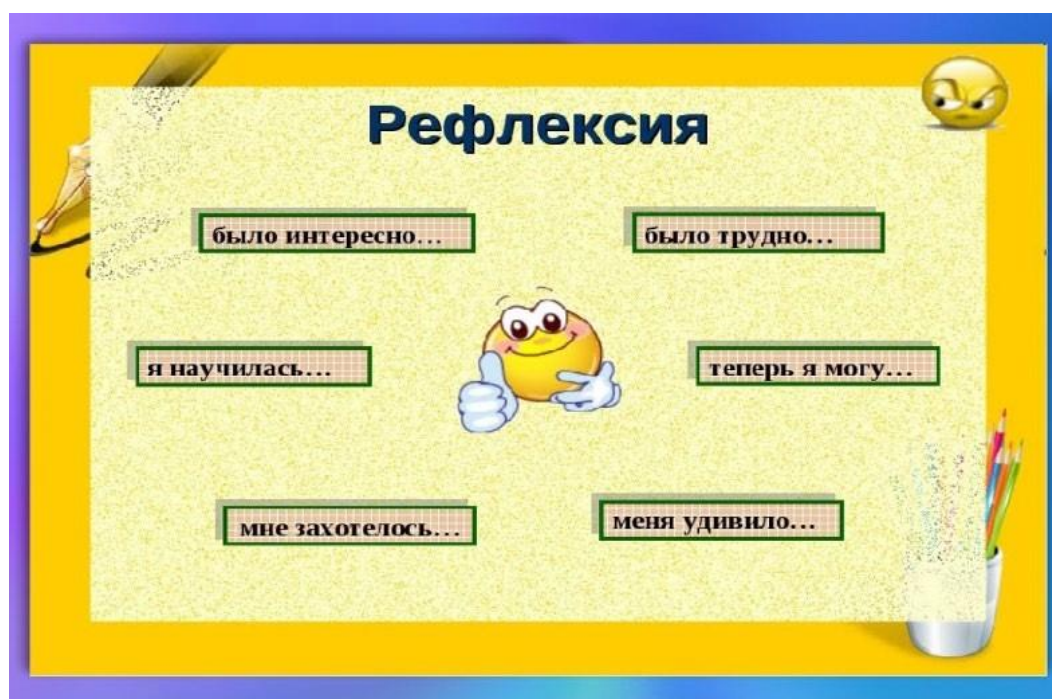 Рефлексия
было интересно...
было трудно...
я научилась...
теперь я могу...
мне захотелось...
меня удивило...